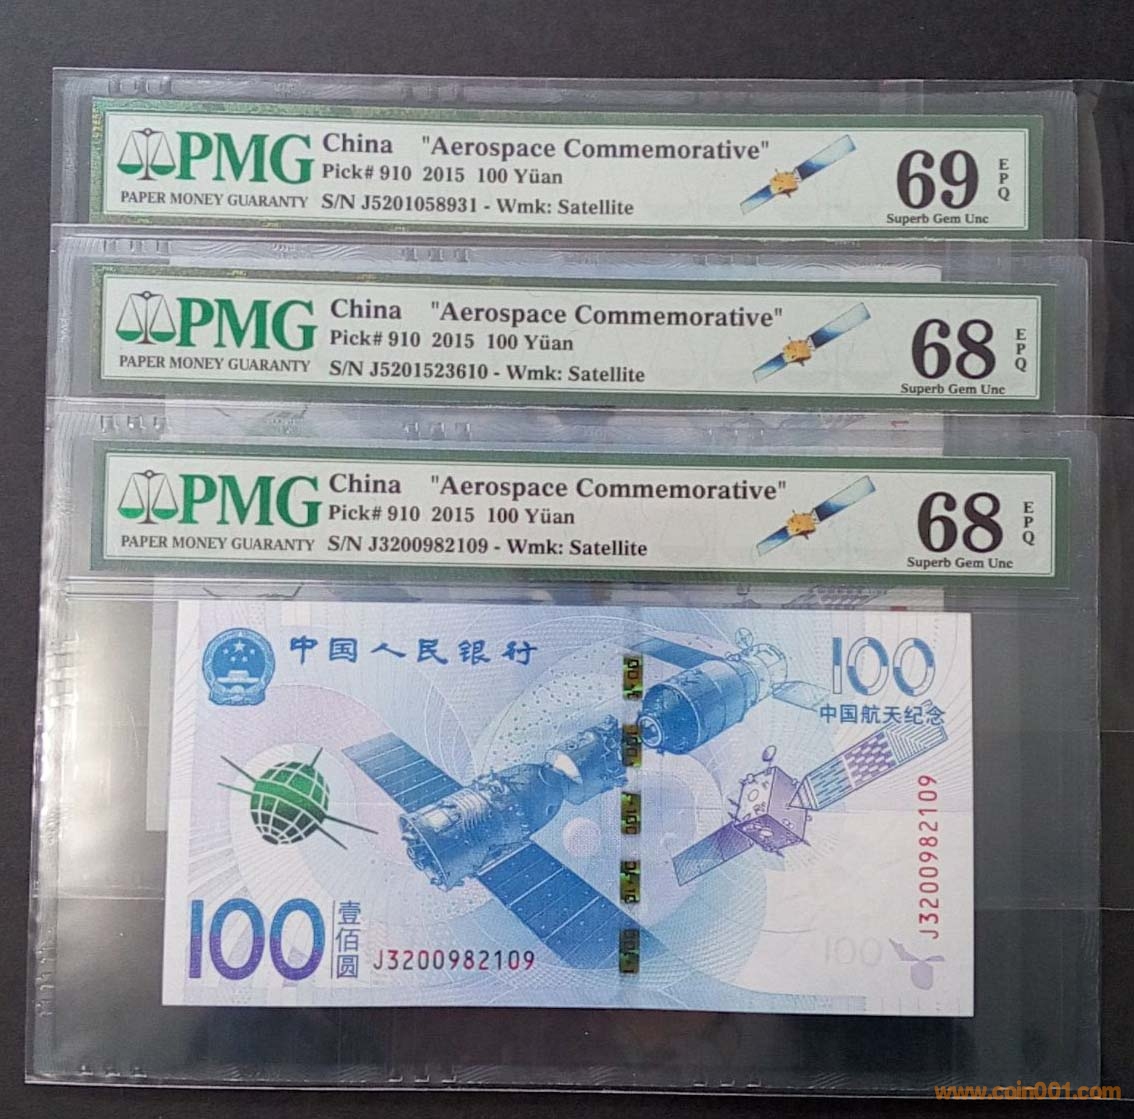 PMG
PAPER MONEY GUARANTY
China "Aerospace Commemorative"
Pick# 910 2015 100 Yüan
S/N J5201058931 - Wmk: Satellite
69
Superb Gem Unc
EPQ
PMG
PAPER MONEY GUARANTY
China "Aerospace Commemorative"
Pick# 910 2015 100 Yüan
S/N J5201523610 - Wmk: Satellite
68
Superb Gem Unc
EPQ
PMG
PAPER MONEY GUARANTY
China "Aerospace Commemorative"
Pick# 910 2015 100 Yüan
S/N J3200982109 - Wmk: Satellite
68
Superb Gem Unc
EPQ
中国人民银行
100
中国航天纪念
J3200982109
100
壹佰圆
J3200982109
www.coin001.com